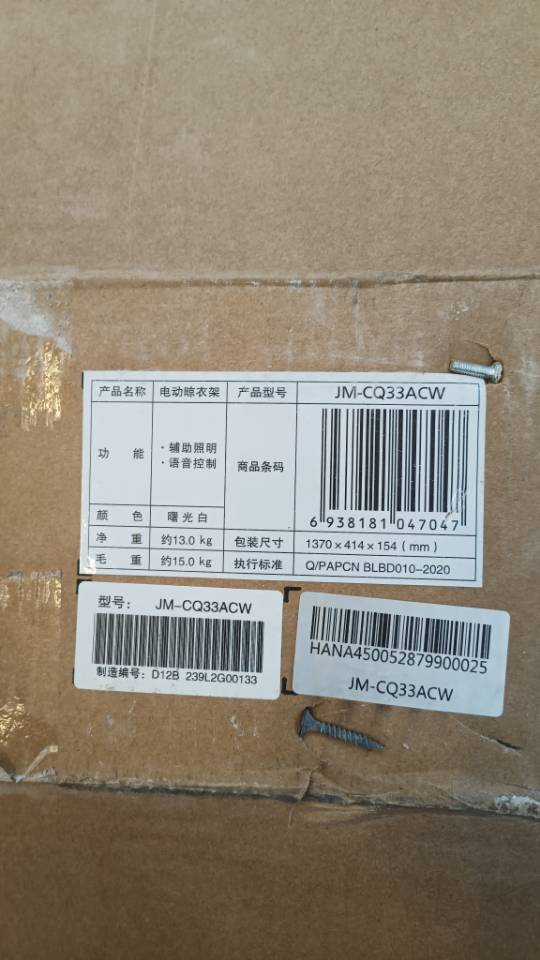 产品名称 电动晾衣架 产品型号 JM-CQ33ACW
功 能 ·辅助照明 ·语音控制 商品条码
6 938181 047047
颜 色 曙光白
净 重 约13.0 kg 包装尺寸 1370×414×154（mm）
毛 重 约15.0 kg 执行标准 Q/PAPCN BLBD010-2020
型号： JM-CQ33ACW
制造编号：D12B 239L2G00133
HANA450052879900025
JM-CQ33ACW